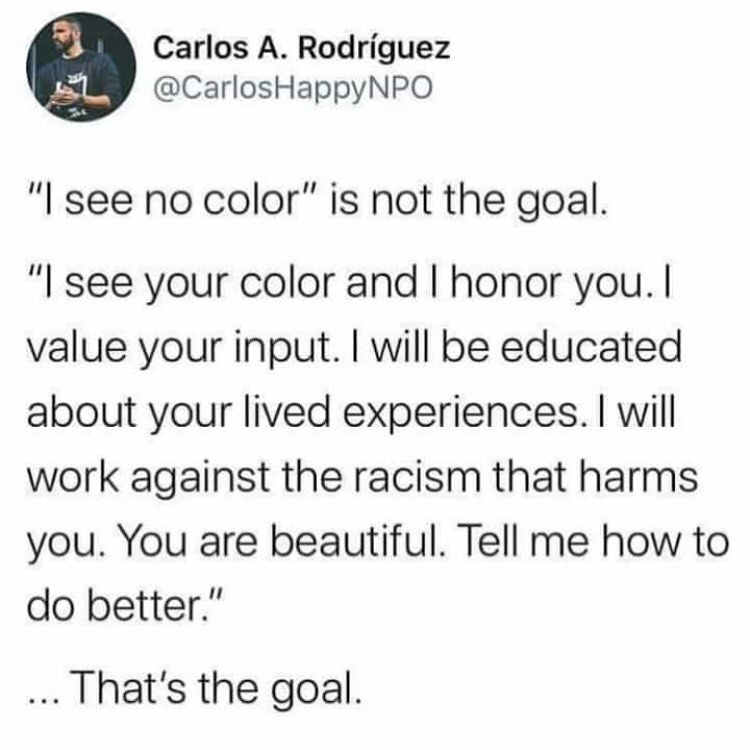 Carlos A. Rodríguez
@CarlosHappyNPO
"I see no color" is not the goal.
"I see your color and I honor you. I
value your input. I will be educated
about your lived experiences. I will
work against the racism that harms
you. You are beautiful. Tell me how to
do better."
... That's the goal.